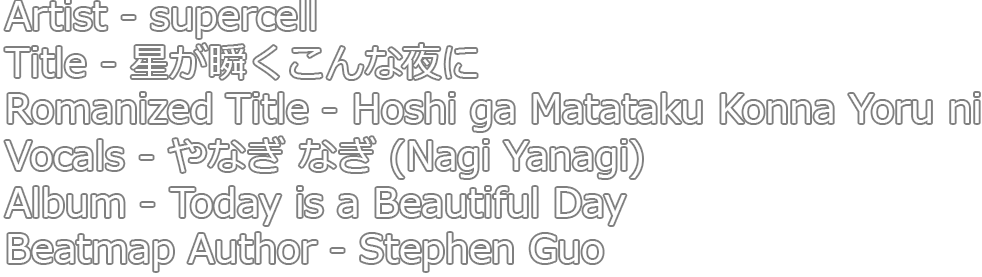 Artist - supercell
Title - 星が瞬くこんな夜に
Romanized Title - Hoshi ga Matataku Konna Yoru ni
Vocals - やなぎ なぎ (Nagi Yanagi)
Album - Today is a Beautiful Day
Beatmap Author - Stephen Guo